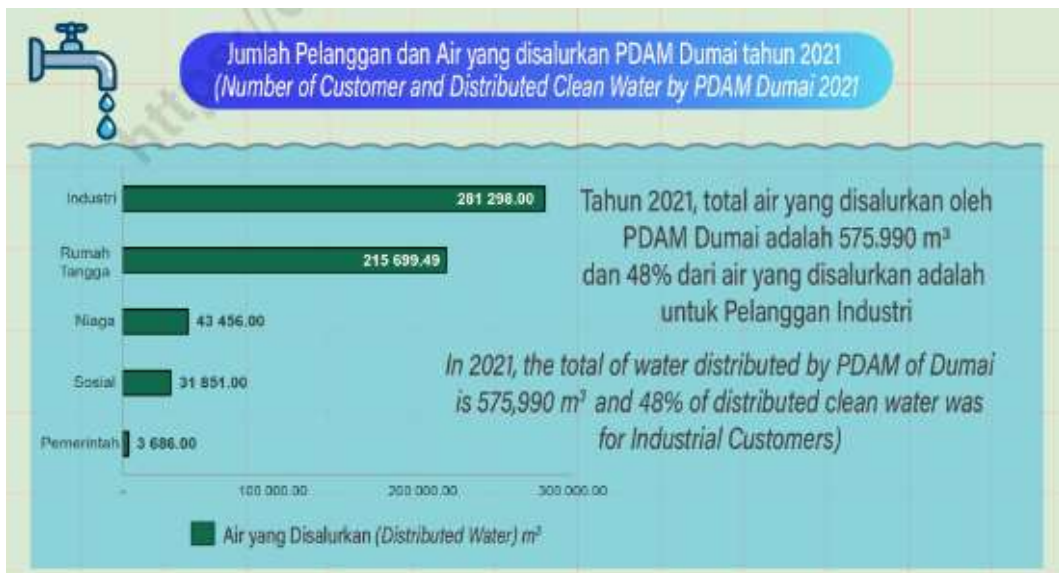 Jumlah Pelanggan dan Air yang disalurkan PDAM Dumai tahun 2021
(Number of Customer and Distributed Clean Water by PDAM Dumai 2021
Industri
281 298.00
Rumah
Tangga
215 699.49
Niaga
43 456.00
Sosial
31 851.00
Pemerintah
3 686.00
-
100 000.00
200 000.00
300 000.00
Air yang Disalurkan (Distributed Water) m³
Tahun 2021, total air yang disalurkan oleh
PDAM Dumai adalah 575.990 m³
dan 48% dari air yang disalurkan adalah
untuk Pelanggan Industri
In 2021, the total of water distributed by PDAM of Dumai
is 575,990 m³ and 48% of distributed clean water was
for Industrial Customers)